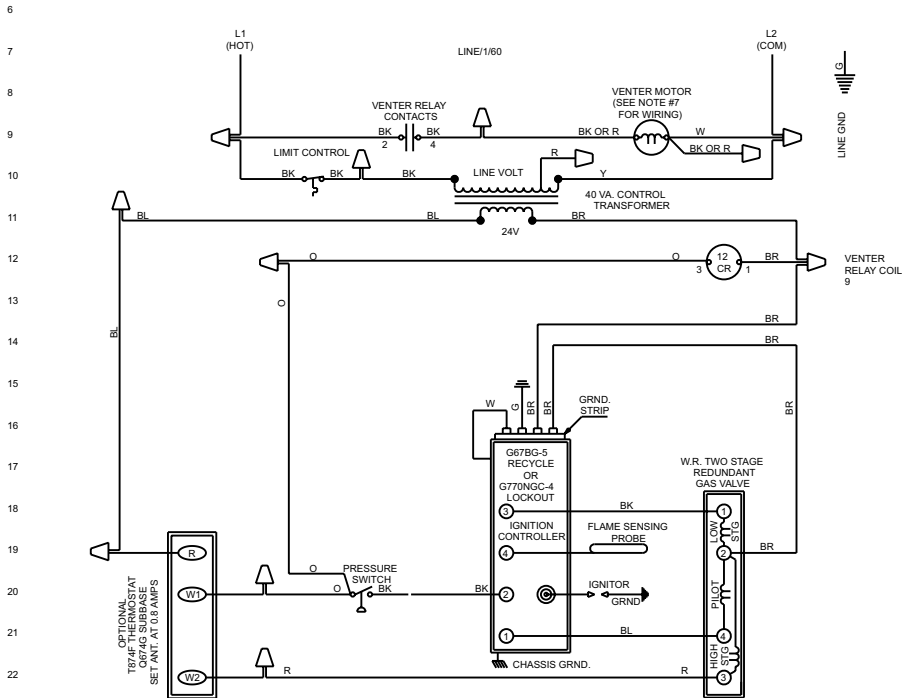 6
7
8
9
10
11
12
13
14
15
16
17
18
19
20
21
22
L1
(HOT)
LINE/1/60
L2
(COM)
G
LINE GND
VENTER RELAY
CONTACTS
BK
2
BK
4
VENTER MOTOR
(SEE NOTE #7
FOR WIRING)
BK OR R
W
BK OR R
LIMIT CONTROL
BK
BK
BK
LINE VOLT
R
Y
40 VA. CONTROL
TRANSFORMER
BL
BL
24V
BR
O
O
3
12
CR
1
BR
VENTER
RELAY COIL
9
O
BL
BR
BR
BR
W
G
BR
BR
GRND.
STRIP
G67BG-5
RECYCLE
OR
G770NGC-4
LOCKOUT
IGNITION
CONTROLLER
3
4
2
1
BK
FLAME SENSING
PROBE
IGNITOR
GRND
BL
CHASSIS GRND.
W.R. TWO STAGE
REDUNDANT
GAS VALVE
1
LOW
STG
2
BR
PILOT
4
HIGH
STG
3
OPTIONAL
T874F THERMOSTAT
Q674G SUBBASE
SET ANT. AT 0.8 AMPS
R
W1
W2
O
O
PRESSURE
SWITCH
BK
BK
R
R